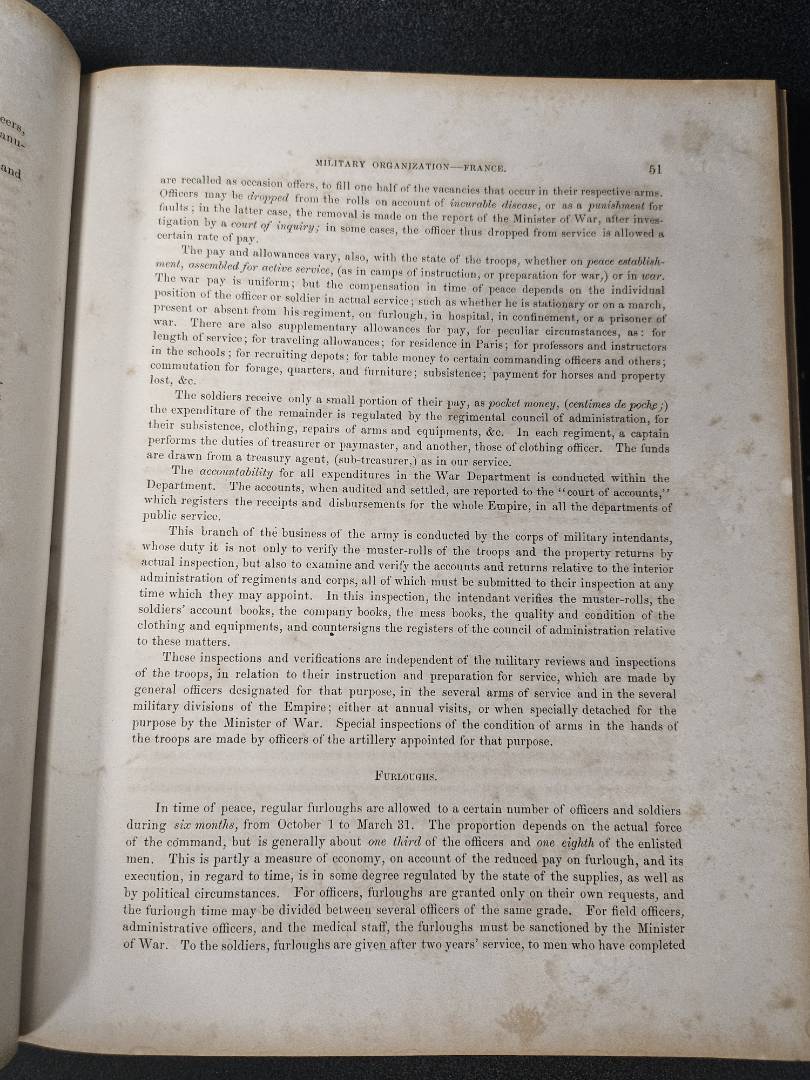 eers,
anu-
and
MILITARY ORGANIZATION—FRANCE. 51
are recalled as occasion offers, to fill one half of the vacancies that occur in their respective arms.
Officers may be dropped from the rolls on account of incurable disease, or as a punishment for
faults; in the latter case, the removal is made on the report of the Minister of War, after inves-
tigation by a court of inquiry; in some cases, the officer thus dropped from service is allowed a
certain rate of pay.
The pay and allowances vary, also, with the state of the troops, whether on peace establish-
ment, assembled for active service, (as in camps of instruction, or preparation for war,) or in war.
The war pay is uniform; but the compensation in time of peace depends on the individual
position of the officer or soldier in actual service; such as whether he is stationary or on a march,
present or absent from his regiment, on furlough, in hospital, in confinement, or a prisoner of
war. There are also supplementary allowances for pay, for peculiar circumstances, as: for
length of service; for traveling allowances; for residence in Paris; for professors and instructors
in the schools; for recruiting depots; for table money to certain commanding officers and others;
commutation for forage, quarters, and furniture; subsistence; payment for horses and property
lost, &c.
The soldiers receive only a small portion of their pay, as pocket money, (centimes de poche;)
the expenditure of the remainder is regulated by the regimental council of administration, for
their subsistence, clothing, repairs of arms and equipments, &c. In each regiment, a captain
performs the duties of treasurer or paymaster, and another, those of clothing officer. The funds
are drawn from a treasury agent, (sub-treasurer,) as in our service.
The accountability for all expenditures in the War Department is conducted within the
Department. The accounts, when audited and settled, are reported to the "court of accounts,"
which registers the receipts and disbursements for the whole Empire, in all the departments of
public service.
This branch of the business of the army is conducted by the corps of military intendants,
whose duty it is not only to verify the muster-rolls of the troops and the property returns by
actual inspection, but also to examine and verify the accounts and returns relative to the interior
administration of regiments and corps, all of which must be submitted to their inspection at any
time which they may appoint. In this inspection, the intendant verifies the muster-rolls, the
soldiers' account books, the company books, the mess books, the quality and condition of the
clothing and equipments, and countersigns the registers of the council of administration relative
to these matters.
These inspections and verifications are independent of the military reviews and inspections
of the troops, in relation to their instruction and preparation for service, which are made by
general officers designated for that purpose, in the several arms of service and in the several
military divisions of the Empire; either at annual visits, or when specially detached for the
purpose by the Minister of War. Special inspections of the condition of arms in the hands of
the troops are made by officers of the artillery appointed for that purpose.
FURLOUGHS.
In time of peace, regular furloughs are allowed to a certain number of officers and soldiers
during six months, from October 1 to March 31. The proportion depends on the actual force
of the command, but is generally about one third of the officers and one eighth of the enlisted
men. This is partly a measure of economy, on account of the reduced pay on furlough, and its
execution, in regard to time, is in some degree regulated by the state of the supplies, as well as
by political circumstances. For officers, furloughs are granted only on their own requests, and
the furlough time may be divided between several officers of the same grade. For field officers,
administrative officers, and the medical staff, the furloughs must be sanctioned by the Minister
of War. To the soldiers, furloughs are given after two years' service, to men who have completed